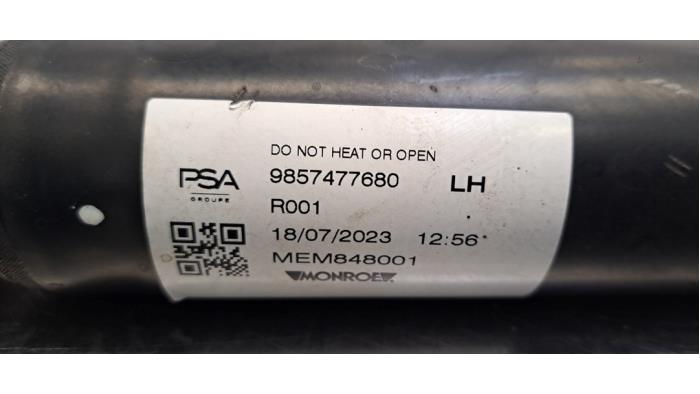 DO NOT HEAT OR OPEN
PSA
GROUPE
9857477680 LH
R001
18/07/2023 12:56
MEM848001
MONROE